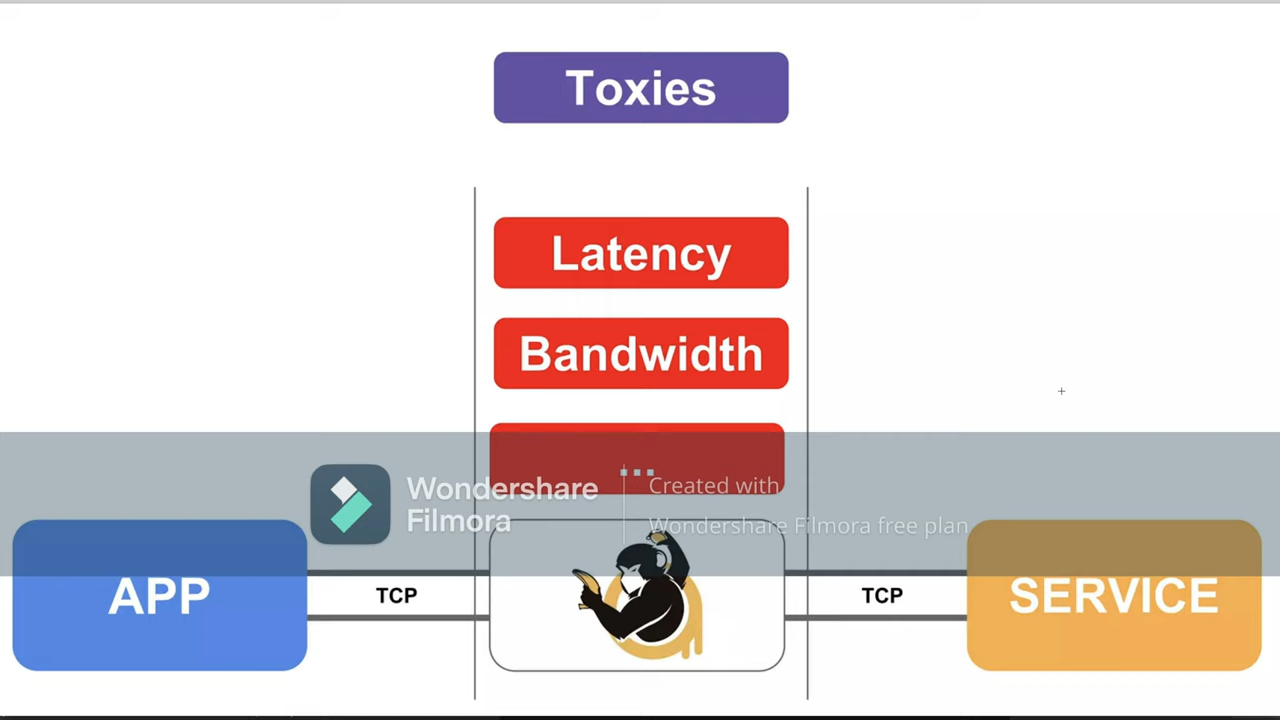 Toxies
Latency
Bandwidth
...
Wondershare
Filmora
Created with
Wondershare Filmora free plan
APP
TCP
TCP
SERVICE